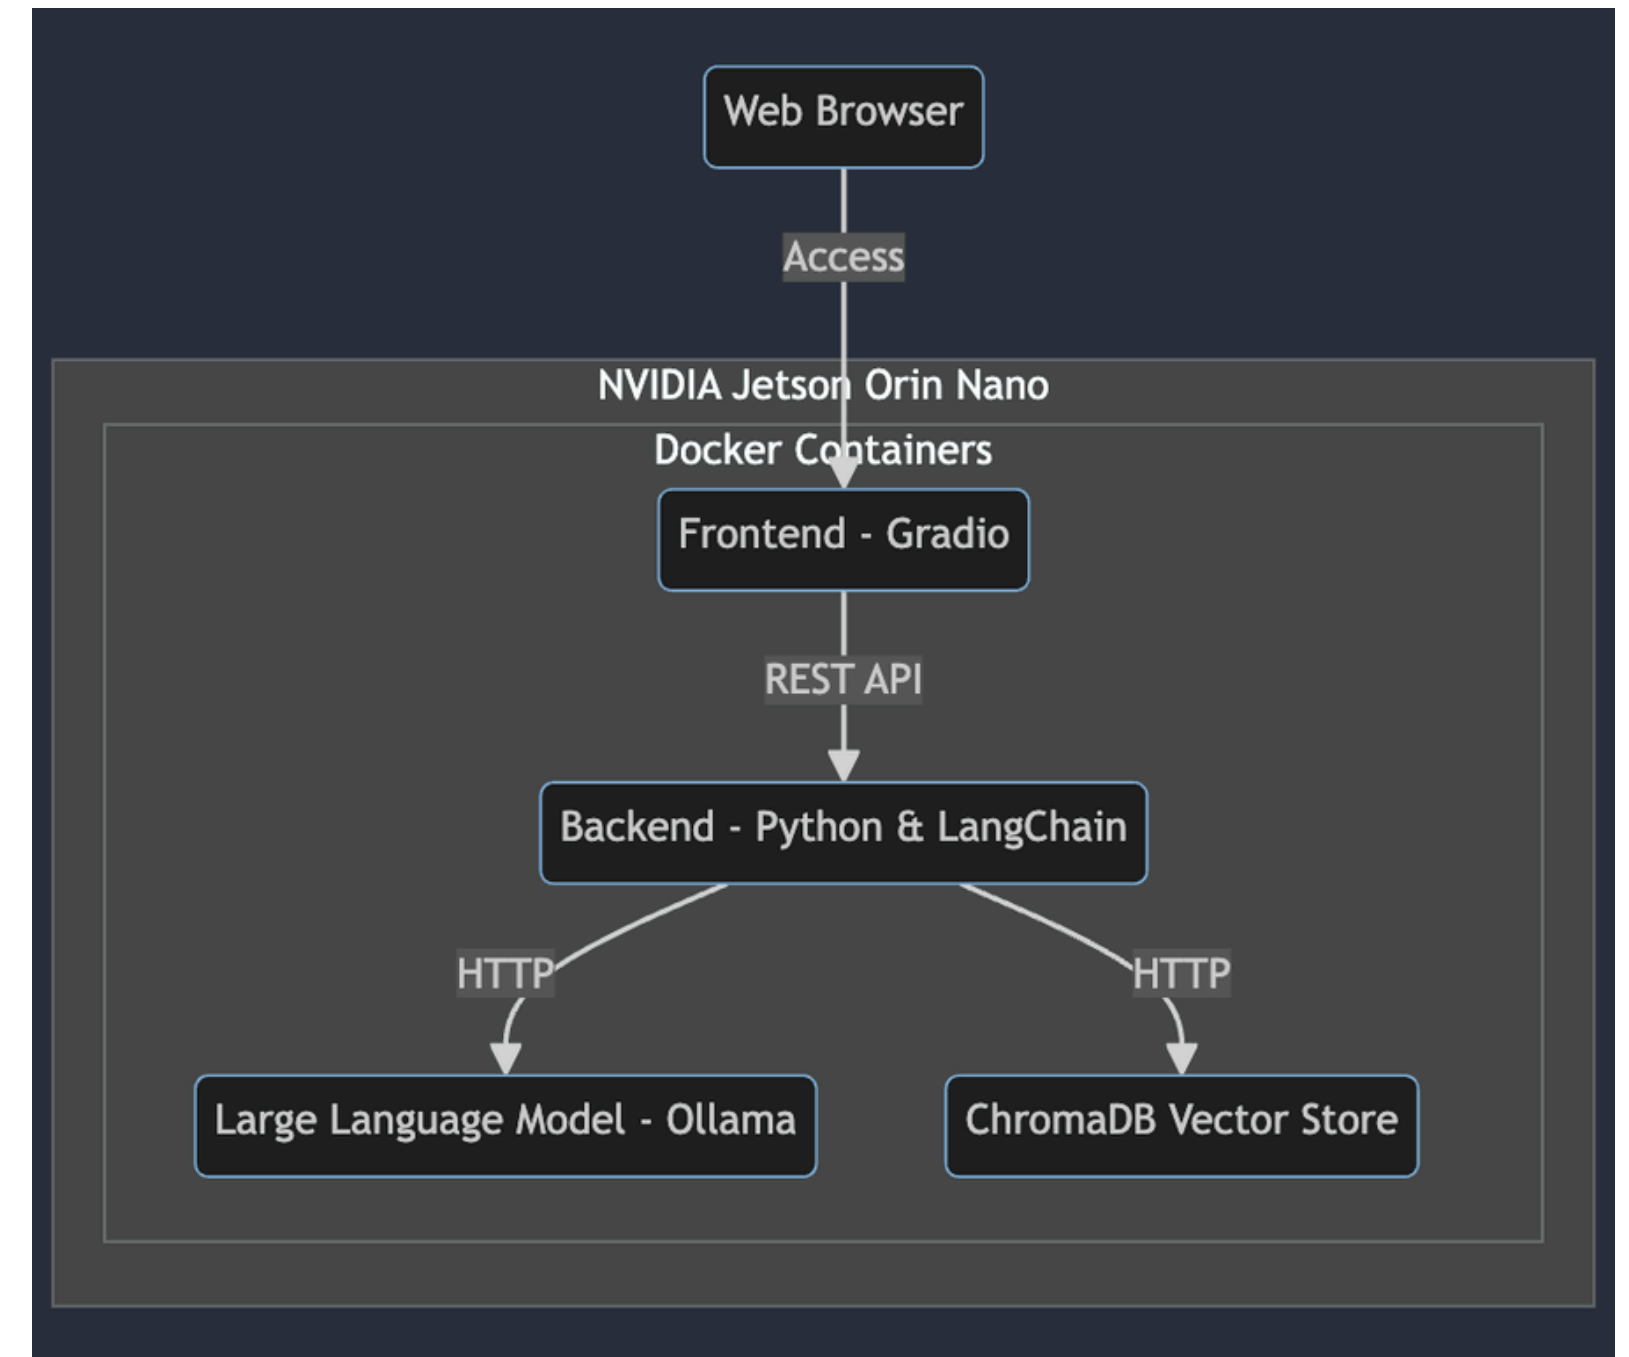 Web Browser
Access
NVIDIA Jetson Orin Nano
Docker Containers
Frontend - Gradio
REST API
Backend - Python & LangChain
HTTP
HTTP
Large Language Model - Ollama
ChromaDB Vector Store